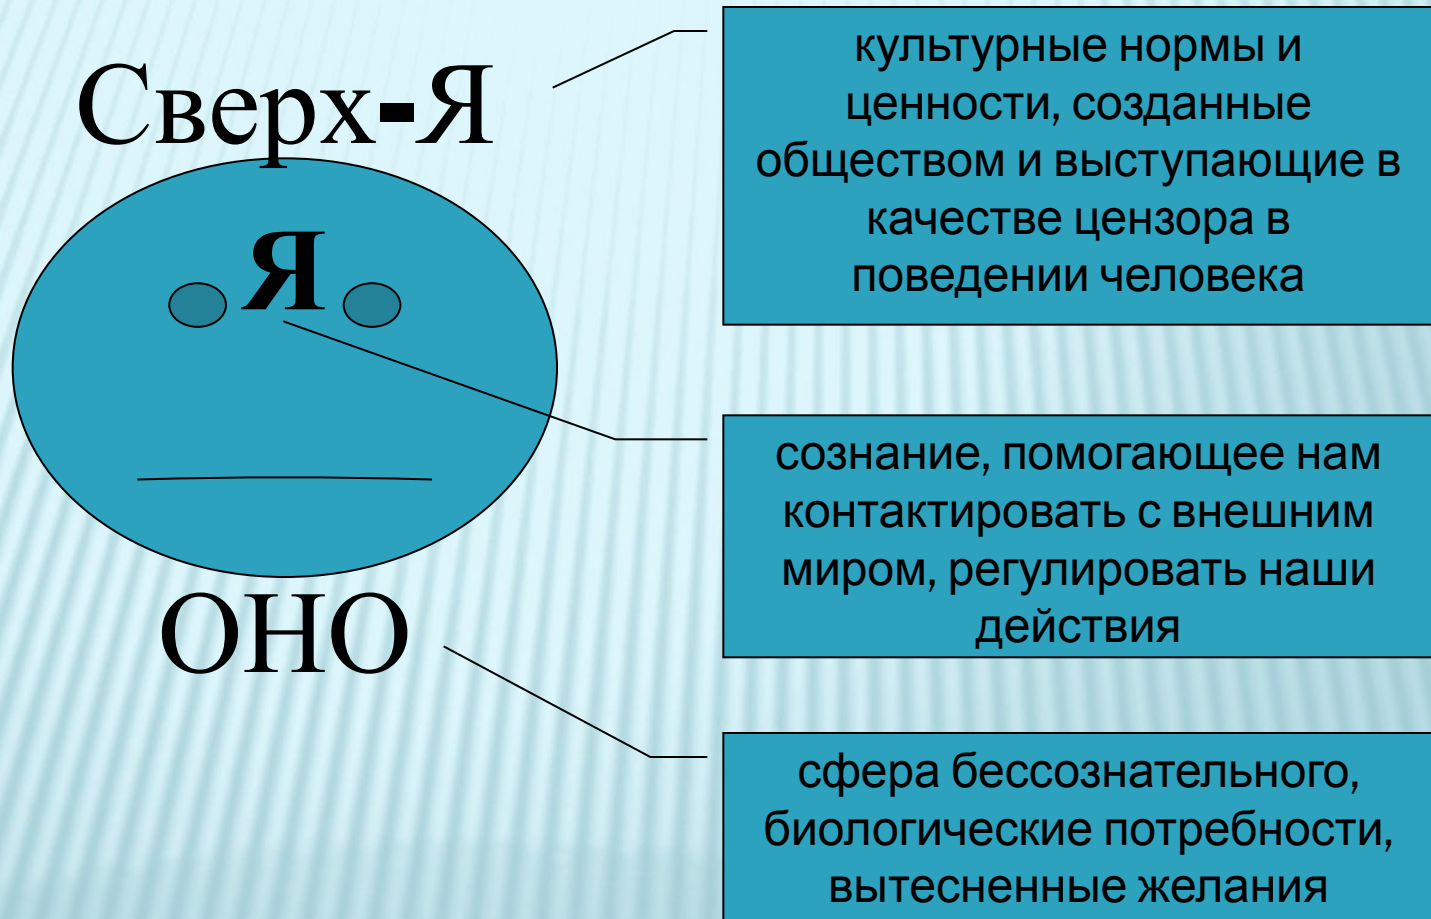 Сверх-Я
культурные нормы и
ценности, созданные
обществом и выступающие в
качестве цензора в
поведении человека
Я
сознание, помогающее нам
контактировать с внешним
миром, регулировать наши
действия
ОНО
сфера бессознательного,
биологические потребности,
вытесненные желания